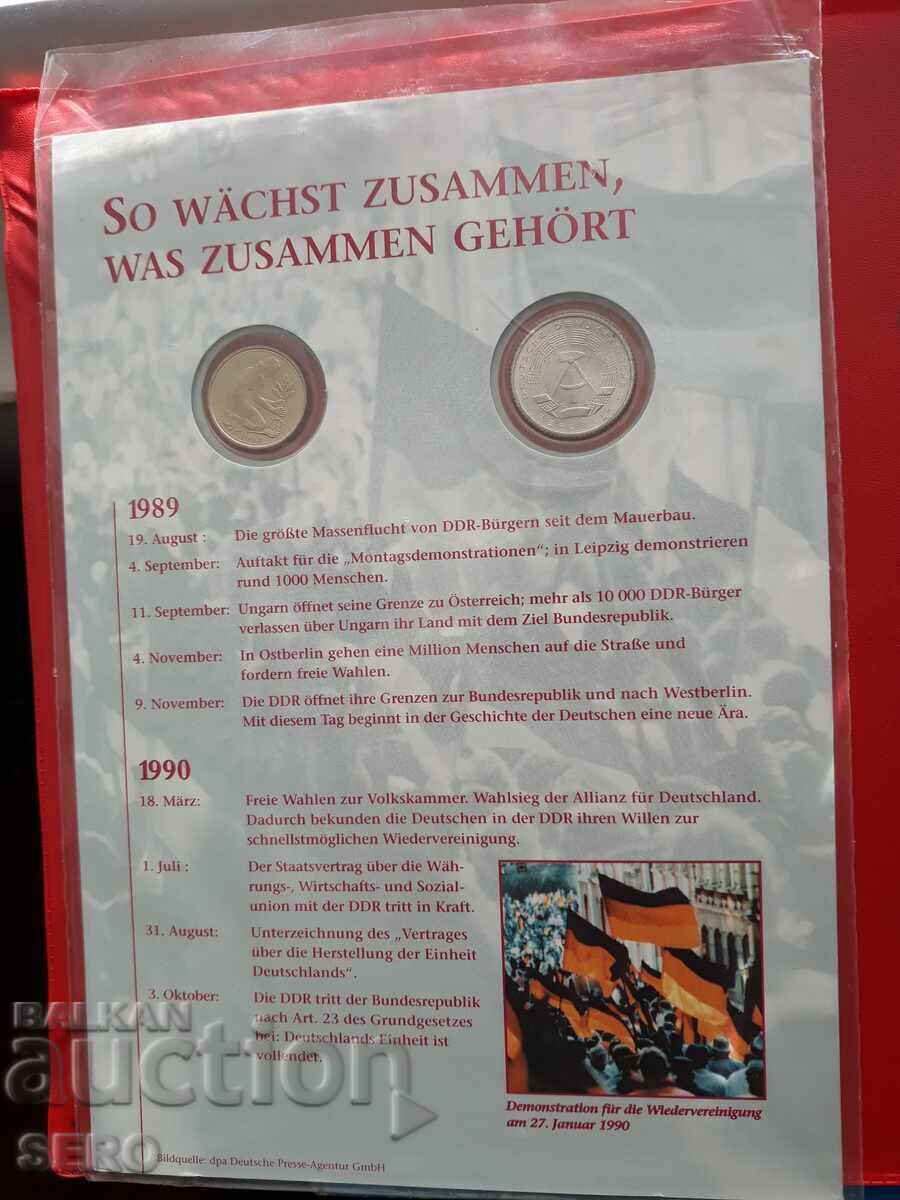 SO WÄCHST ZUSAMMEN,
WAS ZUSAMMEN GEHÖRT
1989
19. August : Die größte Massenflucht von DDR-Bürgern seit dem Mauerbau.
4. September: Auftakt für die „Montagsdemonstrationen“; in Leipzig demonstrieren
rund 1000 Menschen.
11. September: Ungarn öffnet seine Grenze zu Österreich; mehr als 10 000 DDR-Bürger
verlassen über Ungarn ihr Land mit dem Ziel Bundesrepublik.
4. November: In Ostberlin gehen eine Million Menschen auf die Straße und
fordern freie Wahlen.
9. November: Die DDR öffnet ihre Grenzen zur Bundesrepublik und nach Westberlin.
Mit diesem Tag beginnt in der Geschichte der Deutschen eine neue Ära.
1990
18. März: Freie Wahlen zur Volkskammer. Wahlsieg der Allianz für Deutschland.
Dadurch bekunden die Deutschen in der DDR ihren Willen zur
schnellstmöglichen Wiedervereinigung.
1. Juli : Der Staatsvertrag über die Wäh-
rungs-, Wirtschafts- und Sozial-
union mit der DDR tritt in Kraft.
31. August: Unterzeichnung des „Vertrages
über die Herstellung der Einheit
Deutschlands“.
3. Oktober: Die DDR tritt der Bundesrepublik
nach Art. 23 des Grundgesetzes
bei: Deutschlands Einheit ist
vollendet.
Demonstration für die Wiedervereinigung
am 27. Januar 1990
Bildquelle: dpa Deutsche Presse-Agentur GmbH
BALKAN
auction
SERO